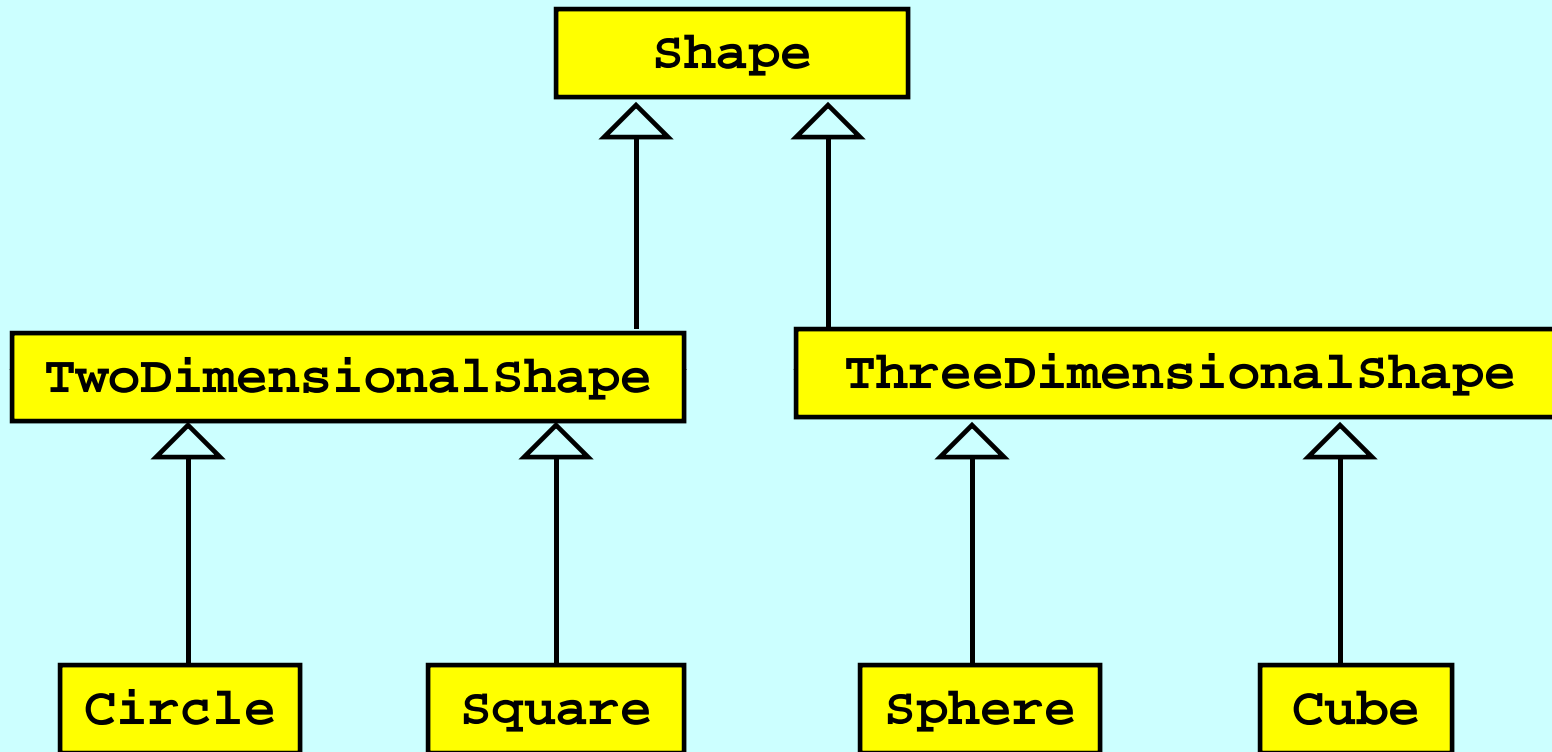 Shape
TwoDimensionalShape
ThreeDimensionalShape
Circle
Square
Sphere
Cube